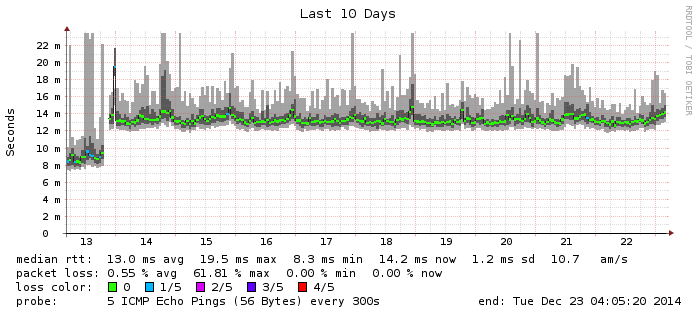 Last 10 Days
RRDTOOL / TOBI OETIKER
Seconds
22 m
20 m
18 m
16 m
14 m
12 m
10 m
8 m
6 m
4 m
2 m
0
13 14 15 16 17 18 19 20 21 22
median rtt: 13.0 ms avg 19.5 ms max 8.3 ms min 14.2 ms now 1.2 ms sd 10.7 am/s
packet loss: 0.55 % avg 61.81 % max 0.00 % min 0.00 % now
loss color: 0 1/5 2/5 3/5 4/5
probe: 5 ICMP Echo Pings (56 Bytes) every 300s end: Tue Dec 23 04:05:20 2014